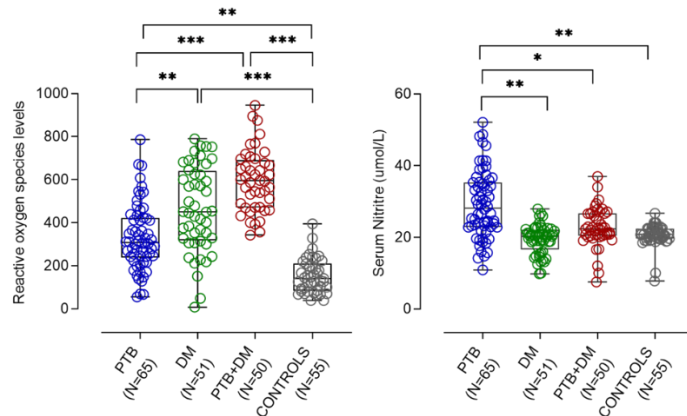 **
***
***
**
***
Reactive oxygen species levels
1000
800
600
400
200
0
PTB
(N=65)
DM
(N=51)
PTB+DM
(N=50)
CONTROLS
(N=55)
**
*
**
Serum Nitritre (umol/L)
60
40
20
0
PTB
(N=65)
DM
(N=51)
PTB+DM
(N=50)
CONTROLS
(N=55)